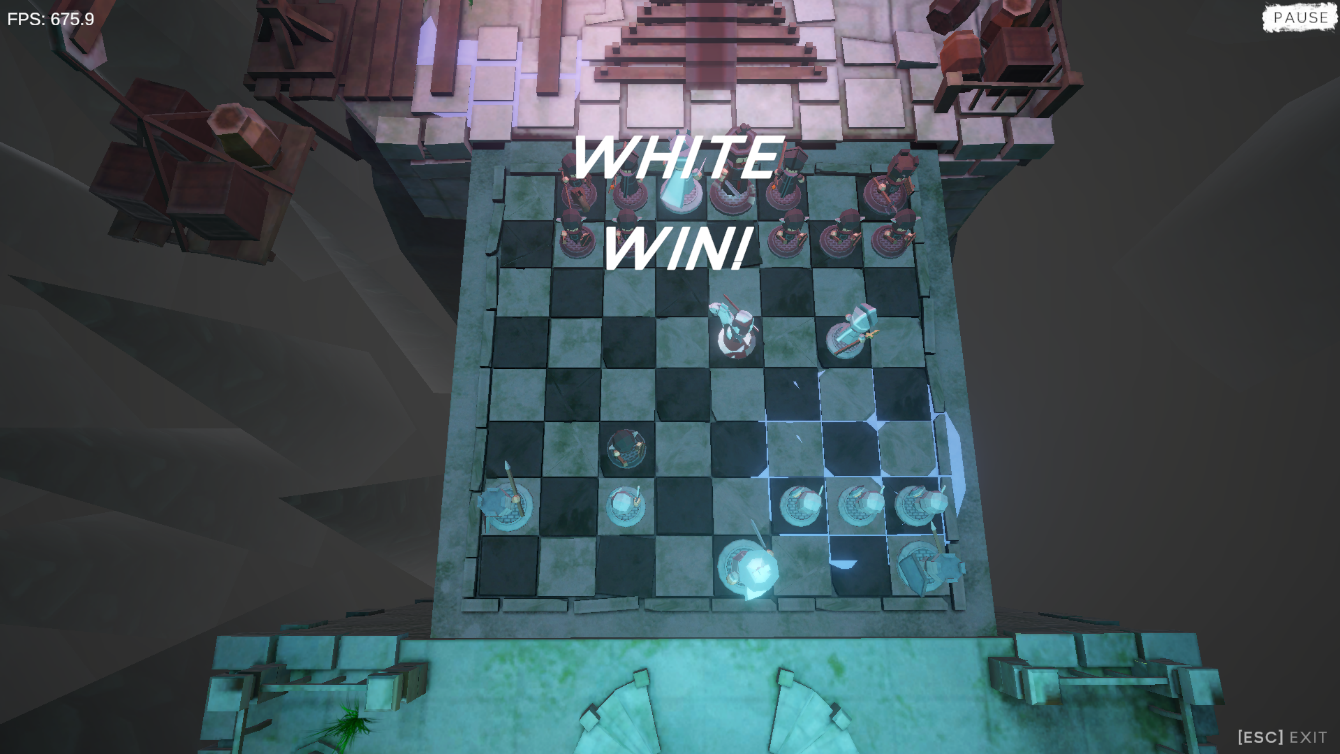 FPS: 675.9
PAUSE
WHITE
WIN!
[ESC] EXIT